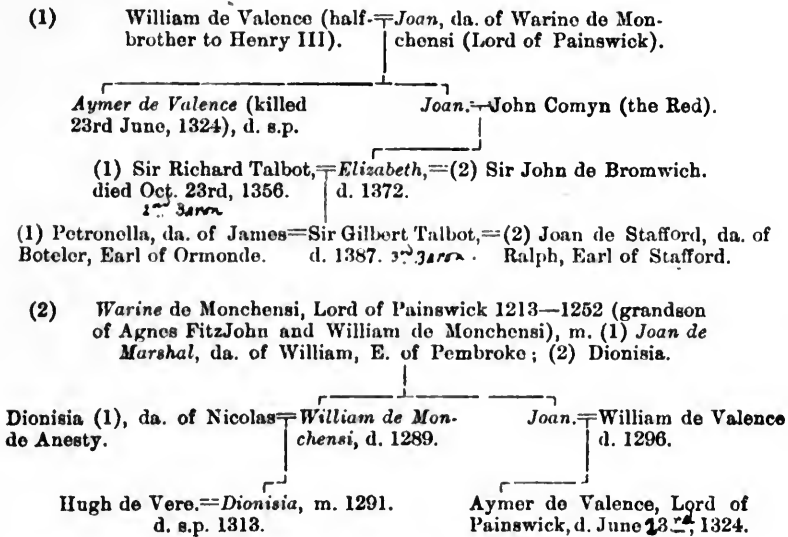 (1) William de Valence (half-=Joan, da. of Warine de Mon-
brother to Henry III). chensi (Lord of Painswick).
Aymer de Valence (killed Joan.=John Comyn (the Red).
23rd June, 1324), d. s.p.
(1) Sir Richard Talbot,=Elizabeth,=(2) Sir John de Bromwich.
died Oct. 23rd, 1356. d. 1372.
2nd Baron
(1) Petronella, da. of James=Sir Gilbert Talbot,=(2) Joan de Stafford, da. of
Boteler, Earl of Ormonde. d. 1387. 3rd Baron. Ralph, Earl of Stafford.
(2) Warine de Monchensi, Lord of Painswick 1213—1252 (grandson
of Agnes FitzJohn and William de Monchensi), m. (1) Joan de
Marshal, da. of William, E. of Pembroke; (2) Dionisia.
Dionisia (1), da. of Nicolas=William de Mon- Joan.=William de Valence
de Anesty. chensi, d. 1289. d. 1296.
Hugh de Vere.=Dionisia, m. 1291. Aymer de Valence, Lord of
d. s.p. 1313. Painswick, d. June 23rd, 1324.